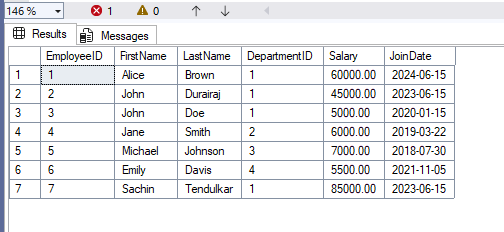 146 % 1 0
Results Messages
EmployeeID FirstName LastName DepartmentID Salary JoinDate
1 1 Alice Brown 1 60000.00 2024-06-15
2 2 John Durairaj 1 45000.00 2023-06-15
3 3 John Doe 1 5000.00 2020-01-15
4 4 Jane Smith 2 6000.00 2019-03-22
5 5 Michael Johnson 3 7000.00 2018-07-30
6 6 Emily Davis 4 5500.00 2021-11-05
7 7 Sachin Tendulkar 1 85000.00 2023-06-15